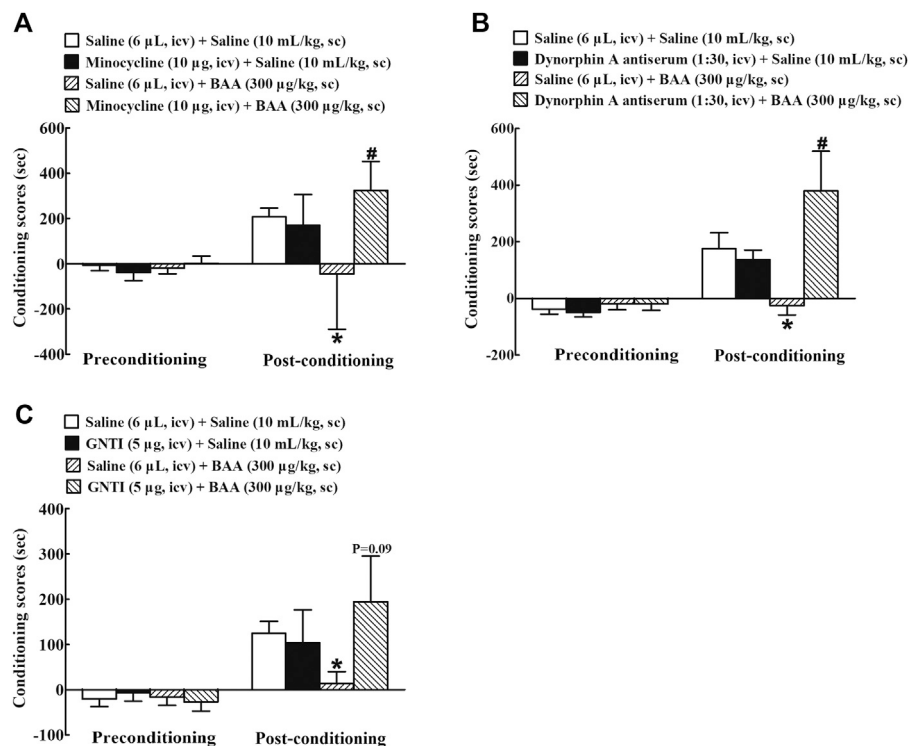 A
Saline (6 µL, icv) + Saline (10 mL/kg, sc)
Minocycline (10 µg, icv) + Saline (10 mL/kg, sc)
Saline (6 µL, icv) + BAA (300 µg/kg, sc)
Minocycline (10 µg, icv) + BAA (300 µg/kg, sc)
Conditioning scores (sec)
600
400
200
0
-200
-400
#
*
Preconditioning
Post-conditioning
B
Saline (6 µL, icv) + Saline (10 mL/kg, sc)
Dynorphin A antiserum (1:30, icv) + Saline (10 mL/kg, sc)
Saline (6 µL, icv) + BAA (300 µg/kg, sc)
Dynorphin A antiserum (1:30, icv) + BAA (300 µg/kg, sc)
Conditioning scores (sec)
600
400
200
0
-200
#
*
Preconditioning
Post-conditioning
C
Saline (6 µL, icv) + Saline (10 mL/kg, sc)
GNTI (5 µg, icv) + Saline (10 mL/kg, sc)
Saline (6 µL, icv) + BAA (300 µg/kg, sc)
GNTI (5 µg, icv) + BAA (300 µg/kg, sc)
Conditioning scores (sec)
400
300
200
100
0
-100
P=0.09
*
Preconditioning
Post-conditioning